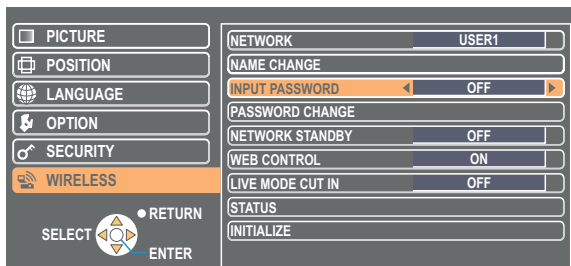 PICTURE
POSITION
LANGUAGE
OPTION
SECURITY
WIRELESS
RETURN
SELECT
ENTER
NETWORK USER1
NAME CHANGE
INPUT PASSWORD OFF
PASSWORD CHANGE
NETWORK STANDBY OFF
WEB CONTROL ON
LIVE MODE CUT IN OFF
STATUS
INITIALIZE